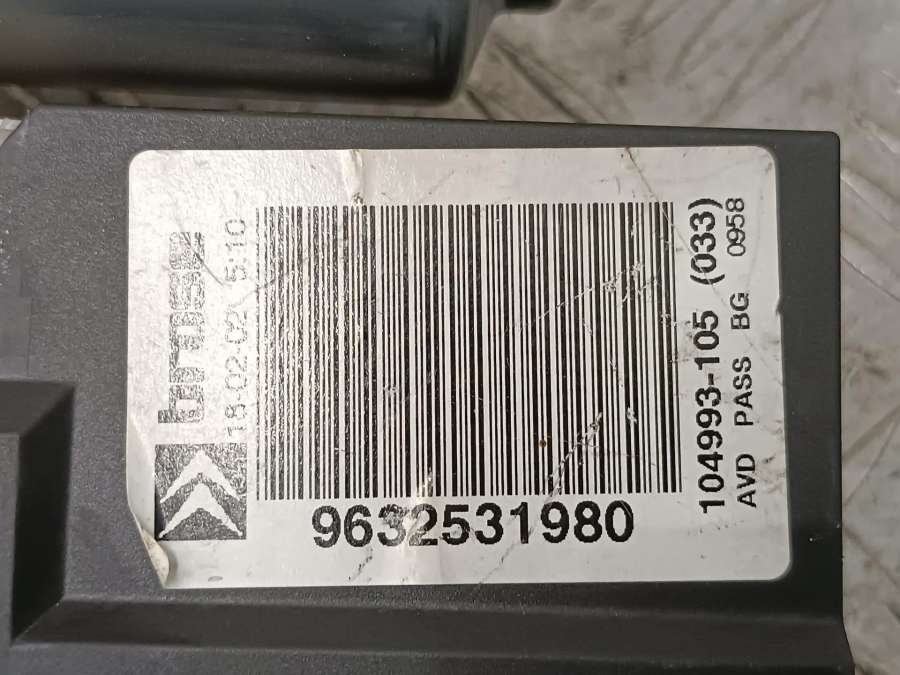 brose
18-02-02 5:10
9632531980
104993-105 (033)
AVD PASS BG 0958